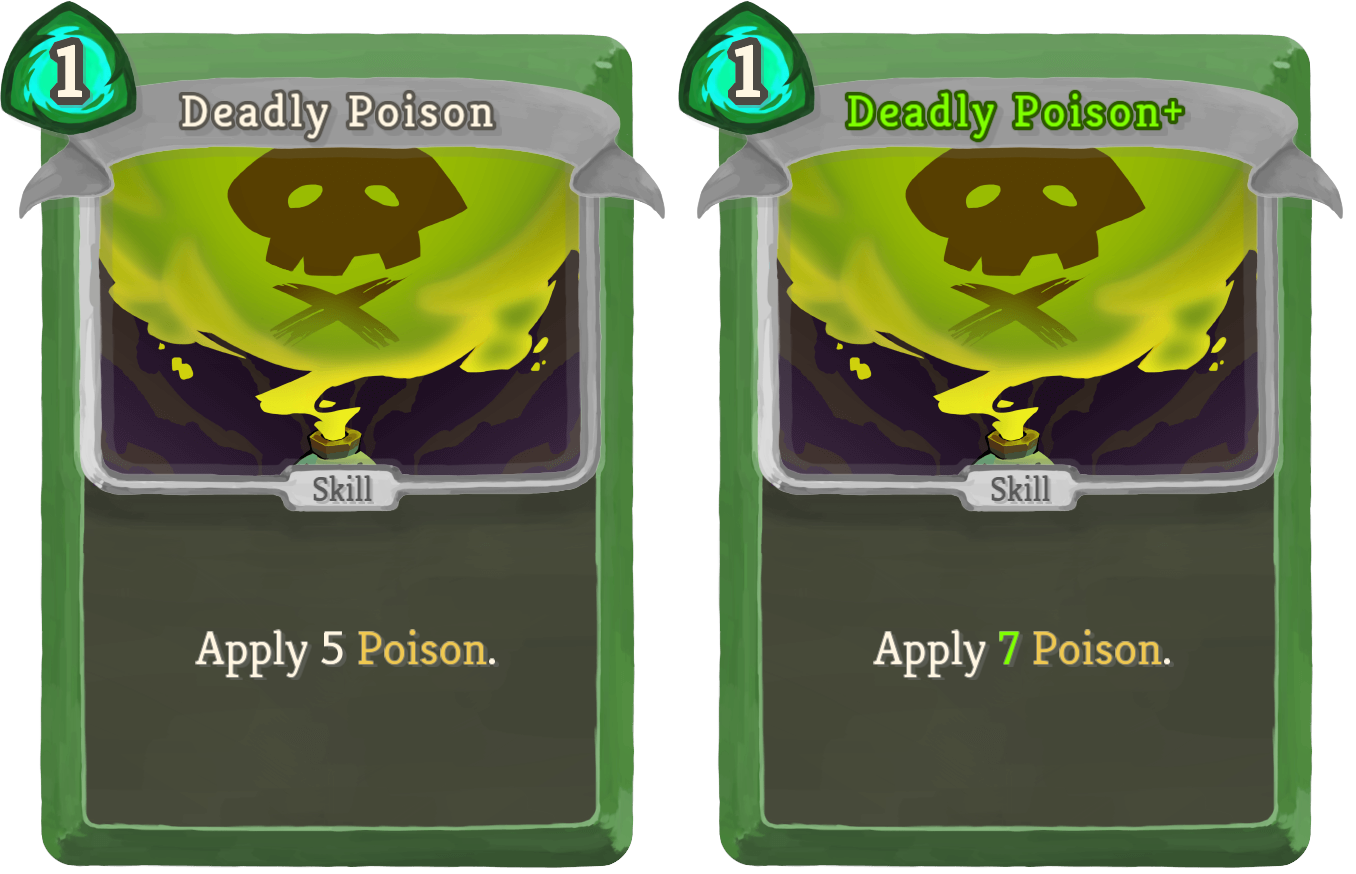 1
Deadly Poison
Skill
Apply 5 Poison.
1
Deadly Poison+
Skill
Apply 7 Poison.